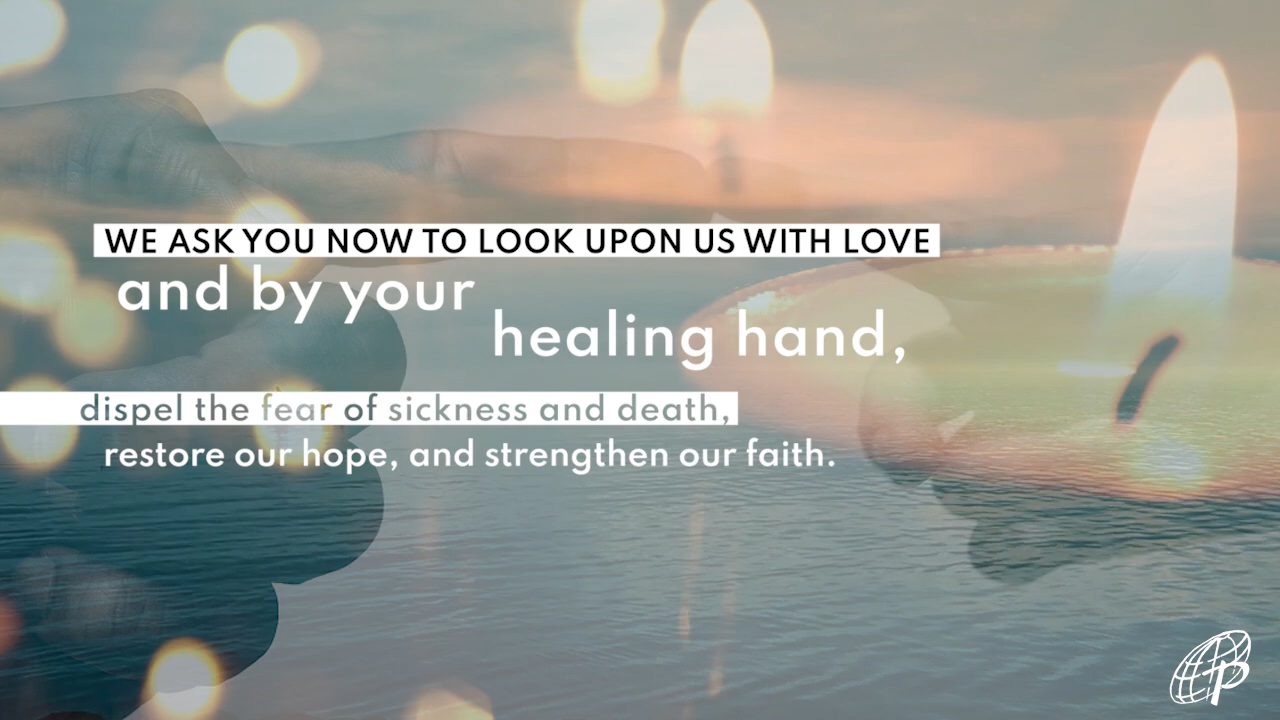 WE ASK YOU NOW TO LOOK UPON US WITH LOVE
and by your
healing hand,
dispel the fear of sickness and death,
restore our hope, and strengthen our faith.